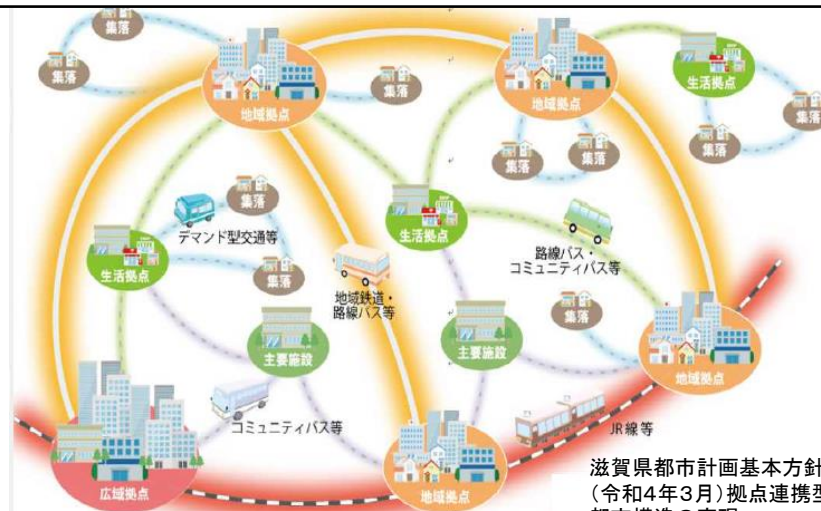 集落
集落
地域拠点
集落
地域拠点
生活拠点
集落
集落
集落
集落
集落
集落
デマンド型交通等
生活拠点
集落
生活拠点
路線バス・
コミュニティバス等
地域鉄道・
路線バス等
集落
主要施設
主要施設
地域拠点
コミュニティバス等
JR線等
広域拠点
地域拠点
滋賀県都市計画基本方針
(令和4年3月)拠点連携型